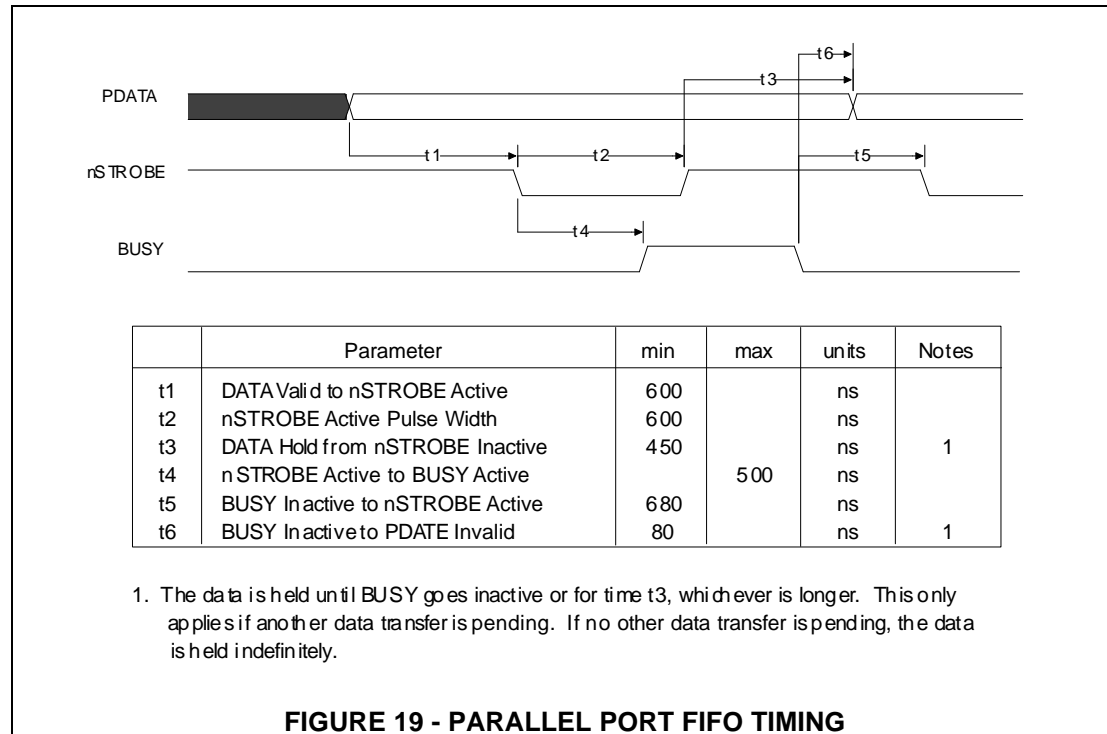 t6
t3
PDATA
t1
t2
t5
nSTROBE
t4
BUSY
Parameter min max units Notes
t1 DATA Valid to nSTROBE Active 600 ns
t2 nSTROBE Active Pulse Width 600 ns
t3 DATA Hold from nSTROBE Inactive 450 ns 1
t4 nSTROBE Active to BUSY Active 500 ns
t5 BUSY Inactive to nSTROBE Active 680 ns
t6 BUSY Inactive to PDATE Invalid 80 ns 1
1. The data is held until BUSY goes inactive or for time t3, whichever is longer. This only
applies if another data transfer is pending. If no other data transfer is pending, the data
is held indefinitely.
FIGURE 19 - PARALLEL PORT FIFO TIMING